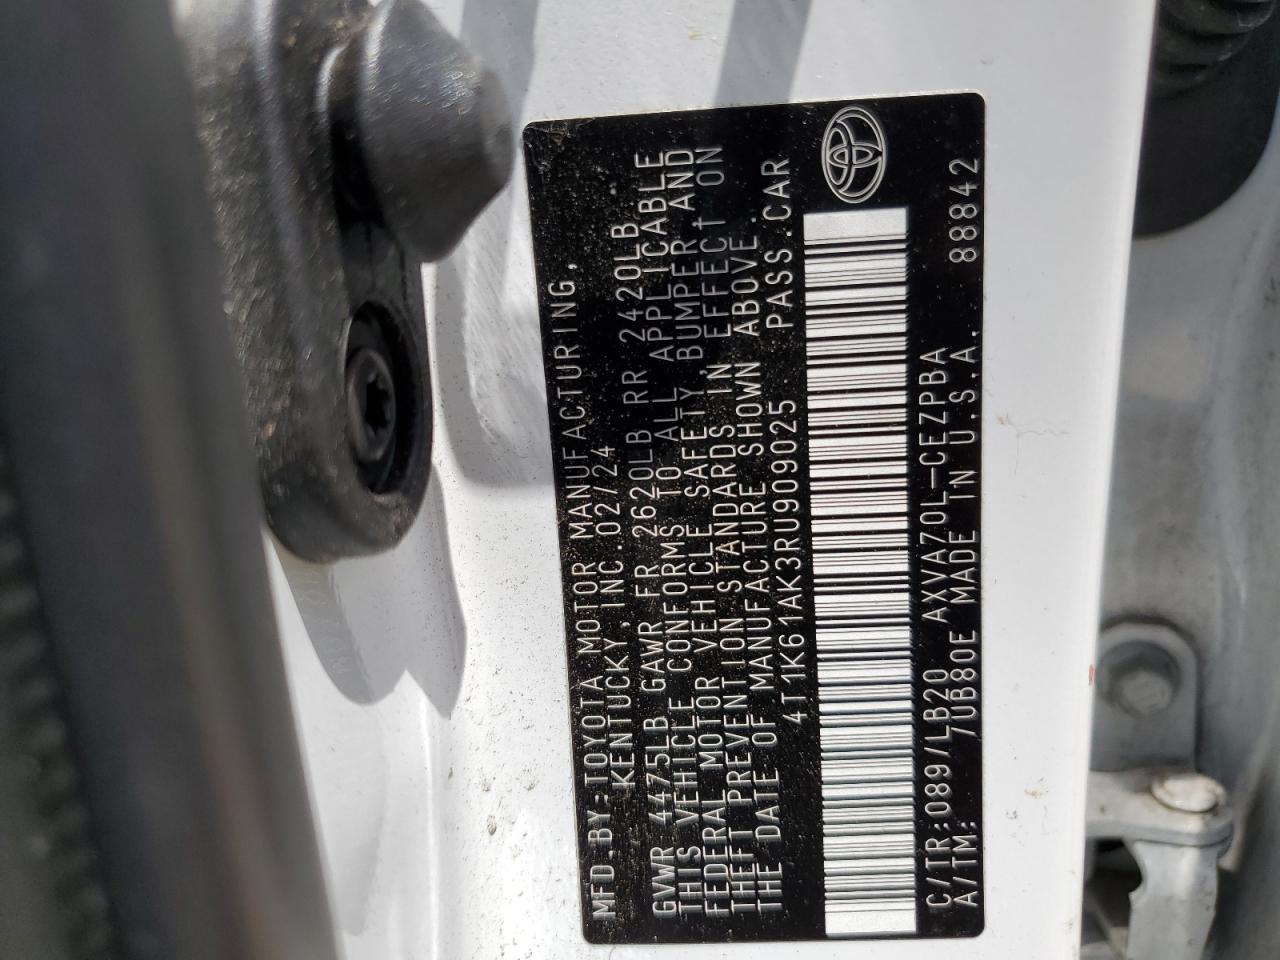 MFD.BY:TOYOTA MOTOR MANUFACTURING,
KENTUCKY,INC.02/24
GVWR 4475LB GAWR FR 2620LB RR 2420LB
THIS VEHICLE CONFORMS TO ALL APPLICABLE
FEDERAL MOTOR VEHICLE SAFETY BUMPER AND
THEFT PREVENTION STANDARDS IN EFFECT ON
THE DATE OF MANUFACTURE SHOWN ABOVE.
4T1K61AK3RU909025 PASS.CAR
C/TR:089/LB20 AXVA70L-CEZPBA
A/TM: /UB80E MADE IN U.S.A. 88842